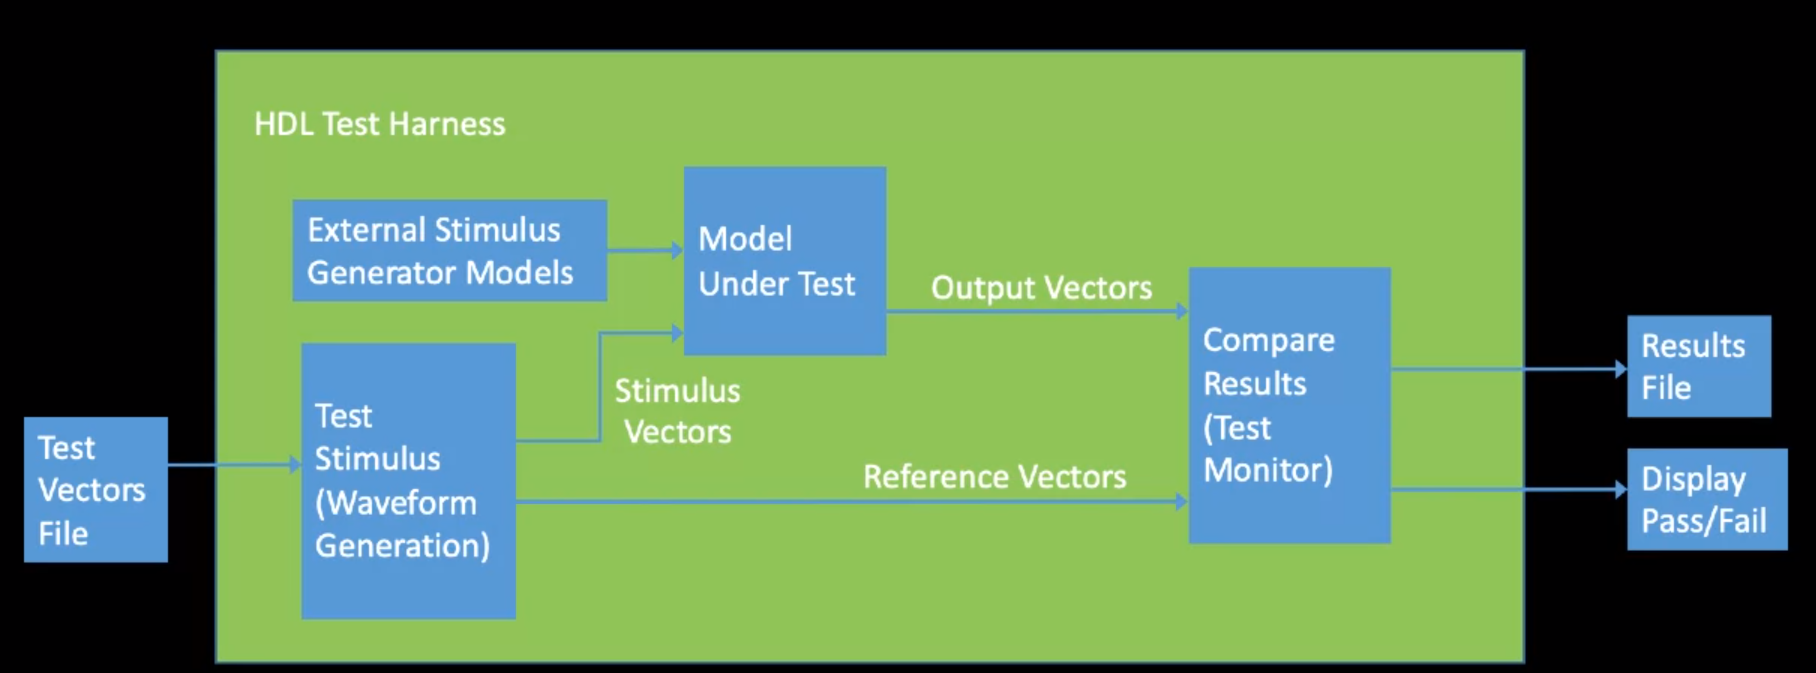 HDL Test Harness
External Stimulus
Generator Models
Model
Under Test
Output Vectors
Test
Stimulus
(Waveform
Generation)
Stimulus
Vectors
Reference Vectors
Compare
Results
(Test
Monitor)
Test
Vectors
File
Results
File
Display
Pass/Fail